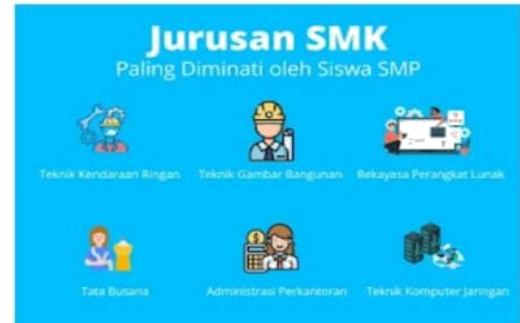 Jurusan SMK
Paling Diminati oleh Siswa SMP
Teknik Kendaraan Ringan
Teknik Gambar Bangunan
Rekayasa Perangkat Lunak
Tata Busana
Administrasi Perkantoran
Teknik Komputer Jaringan